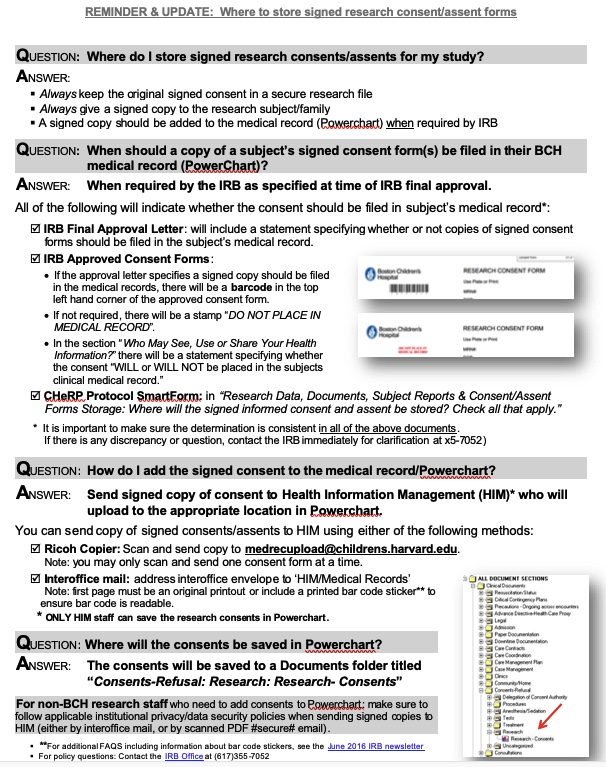 REMINDER & UPDATE: Where to store signed research consent/assent forms
QUESTION: Where do I store signed research consents/assents for my study?
ANSWER:
▪ Always keep the original signed consent in a secure research file
▪ Always give a signed copy to the research subject/family
▪ A signed copy should be added to the medical record (Powerchart) when required by IRB
QUESTION: When should a copy of a subject's signed consent form(s) be filed in their BCH
medical record (PowerChart)?
ANSWER: When required by the IRB as specified at time of IRB final approval.
All of the following will indicate whether the consent should be filed in subject's medical record*:
☑ IRB Final Approval Letter: will include a statement specifying whether or not copies of signed consent
forms should be filed in the subject's medical record.
☑ IRB Approved Consent Forms:
• If the approval letter specifies a signed copy should be filed
in the medical records, there will be a barcode in the top
left hand corner of the approved consent form.
• If not required, there will be a stamp "DO NOT PLACE IN
MEDICAL RECORD".
• In the section "Who May See, Use or Share Your Health
Information?" there will be a statement specifying whether
the consent "WILL or WILL NOT be placed in the subjects
clinical medical record."
Boston Children's
Hospital
RESEARCH CONSENT FORM
Use Plate or Print:
MRN#
Boston Children's
Hospital
RESEARCH CONSENT FORM
Use Plate or Print:
MRN#
☑ CHeRP Protocol SmartForm: in "Research Data, Documents, Subject Reports & Consent/Assent
Forms Storage: Where will the signed informed consent and assent be stored? Check all that apply."
* It is important to make sure the determination is consistent in all of the above documents.
If there is any discrepancy or question, contact the IRB immediately for clarification at x5-7052)
QUESTION: How do I add the signed consent to the medical record/Powerchart?
ANSWER: Send signed copy of consent to Health Information Management (HIM)* who will
upload to the appropriate location in Powerchart.
You can send copy of signed consents/assents to HIM using either of the following methods:
☑ Ricoh Copier: Scan and send copy to medrecupload@childrens.harvard.edu.
Note: you may only scan and send one consent form at a time.
☑ Interoffice mail: address interoffice envelope to 'HIM/Medical Records'
Note: first page must be an original printout or include a printed bar code sticker** to
ensure bar code is readable.
* ONLY HIM staff can save the research consents in Powerchart.
QUESTION: Where will the consents be saved in Powerchart?
ANSWER: The consents will be saved to a Documents folder titled
"Consents-Refusal: Research: Research- Consents"
For non-BCH research staff who need to add consents to Powerchart: make sure to
follow applicable institutional privacy/data security policies when sending signed copies to
HIM (either by interoffice mail, or by scanned PDF #secure# email).
▪ **For additional FAQS including information about bar code stickers, see the June 2016 IRB newsletter
▪ For policy questions: Contact the IRB Office at (617)355-7052
ALL DOCUMENT SECTIONS
Clinical Documents
Resuscitation Status
Critical Contingency Plans
Precautions - Ongoing across encounters
Advance Directive-Health Care Proxy
Legal
Admission
Paper Documentation
Downtime Documentation
Care Contracts
Care Coordination
Care Management Plan
Case Management
Clinics
Community/Home
Consents-Refusal
Delegation of Consent Authority
Procedures
Anesthesia/Sedation
Tests
Treatment
Research
Research - Consents
Uncategorized
Consultations